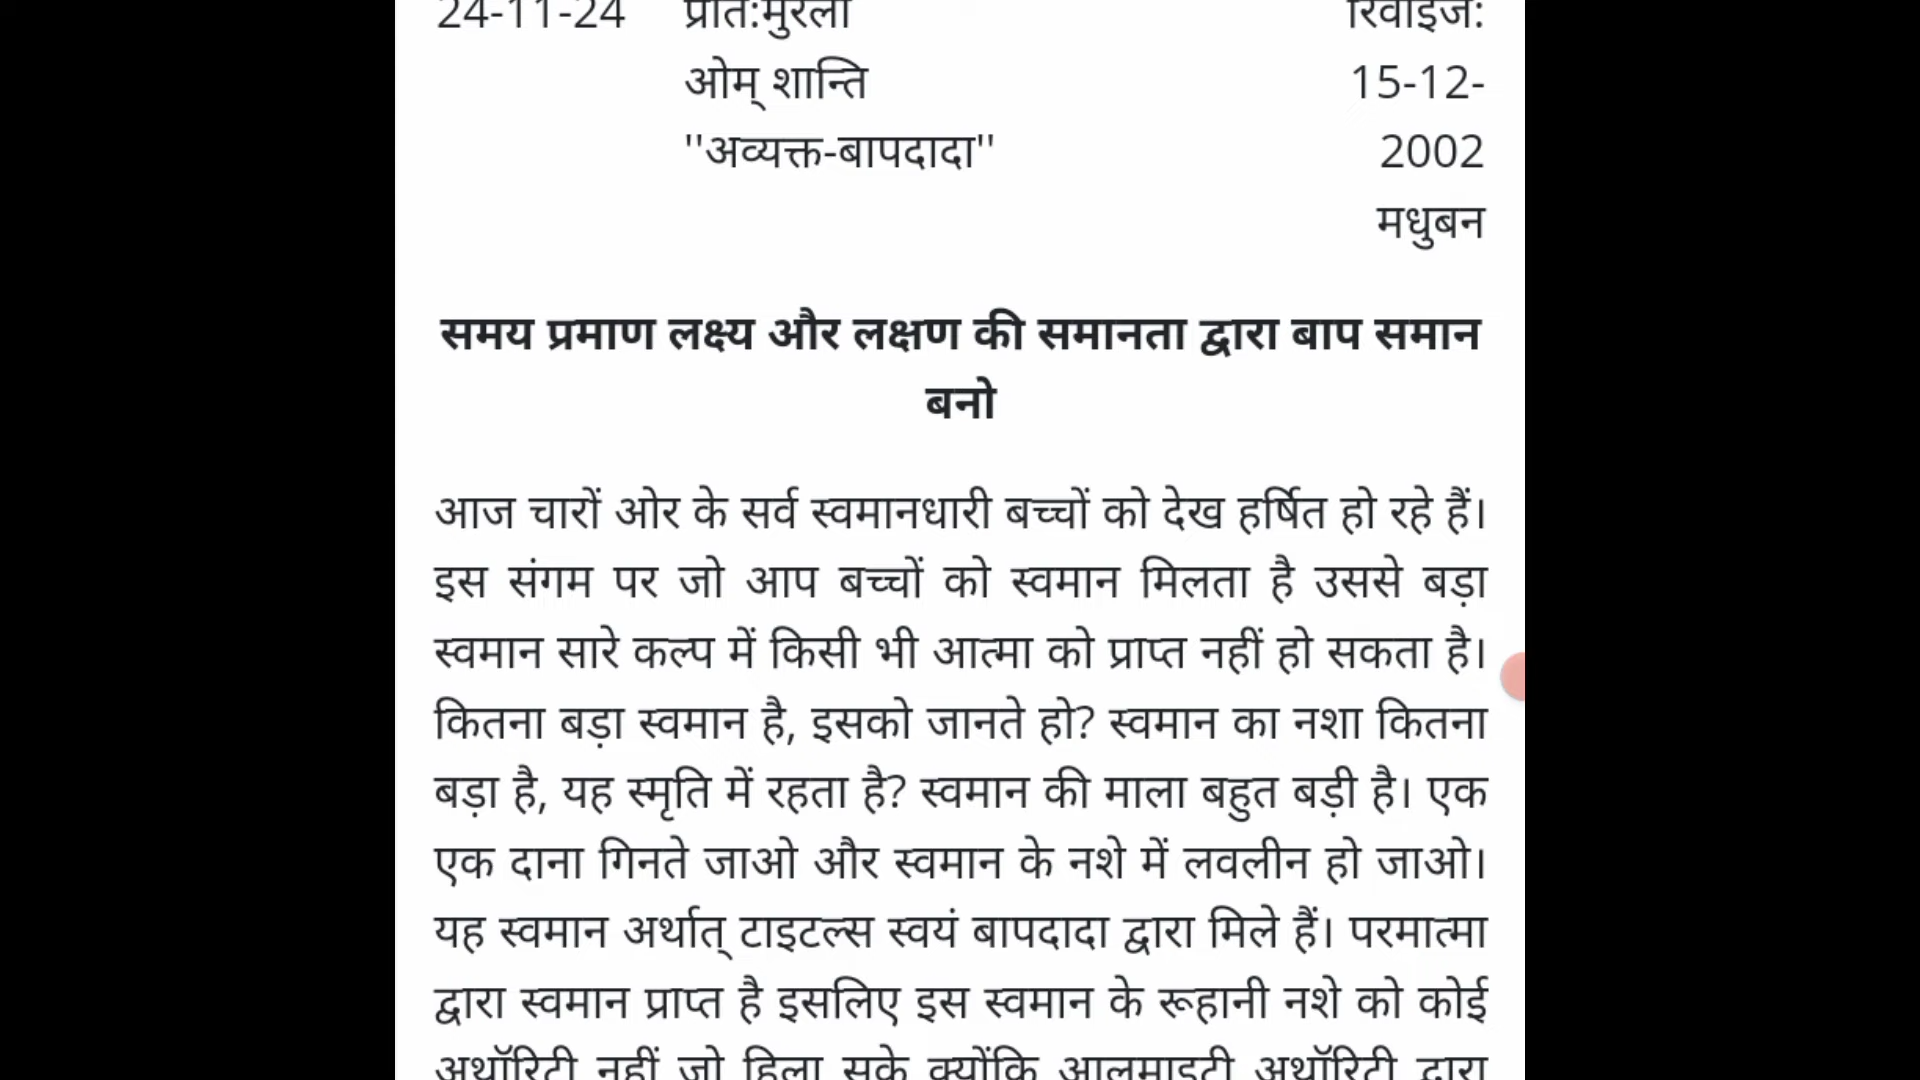 24-11-24 प्रात:मुरली रिवाइज:
ओम् शान्ति 15-12-
''अव्यक्त-बापदादा'' 2002
मधुबन
समय प्रमाण लक्ष्य और लक्षण की समानता द्वारा बाप समान
बनो
आज चारों ओर के सर्व स्वमानधारी बच्चों को देख हर्षित हो रहे हैं।
इस संगम पर जो आप बच्चों को स्वमान मिलता है उससे बड़ा
स्वमान सारे कल्प में किसी भी आत्मा को प्राप्त नहीं हो सकता है।
कितना बड़ा स्वमान है, इसको जानते हो? स्वमान का नशा कितना
बड़ा है, यह स्मृति में रहता है? स्वमान की माला बहुत बड़ी है। एक
एक दाना गिनते जाओ और स्वमान के नशे में लवलीन हो जाओ।
यह स्वमान अर्थात् टाइटल्स स्वयं बापदादा द्वारा मिले हैं। परमात्मा
द्वारा स्वमान प्राप्त है इसलिए इस स्वमान के रूहानी नशे को कोई
अथॉरिटी नहीं जो हिला सके क्योंकि आलमाइटी अथॉरिटी द्वारा